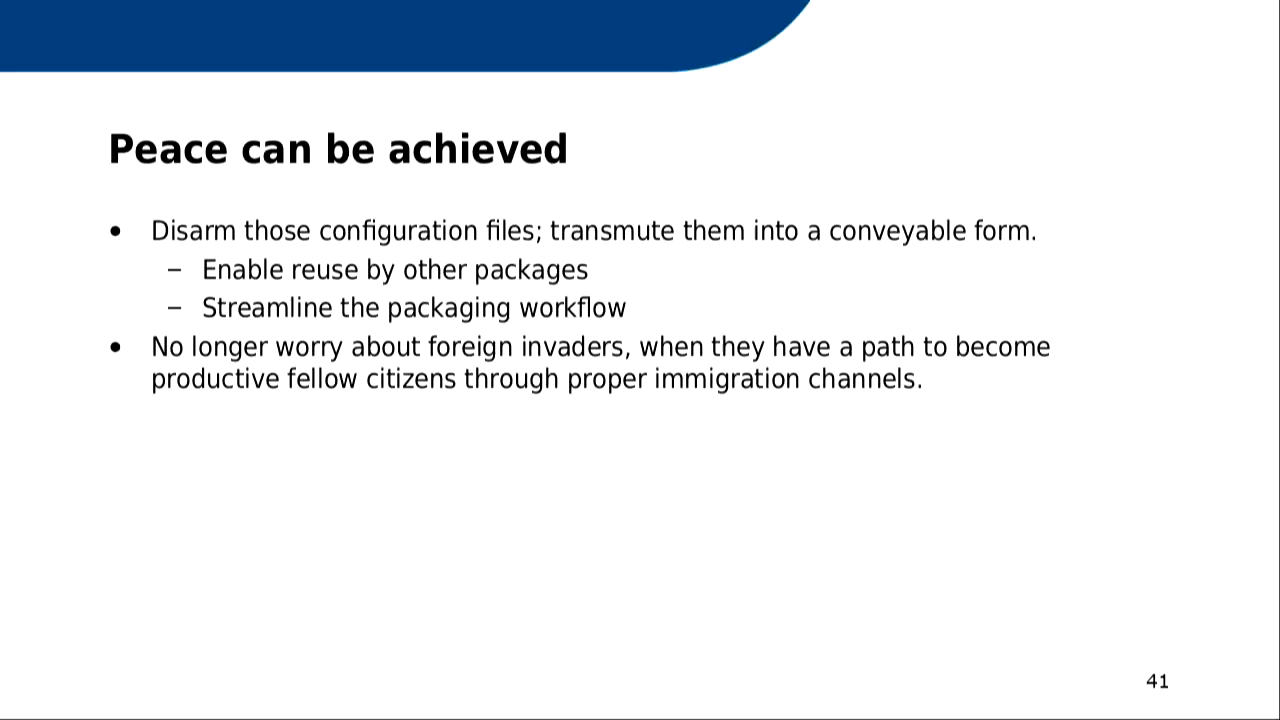 Peace can be achieved
• Disarm those configuration files; transmute them into a conveyable form.
– Enable reuse by other packages
– Streamline the packaging workflow
• No longer worry about foreign invaders, when they have a path to become
productive fellow citizens through proper immigration channels.
41